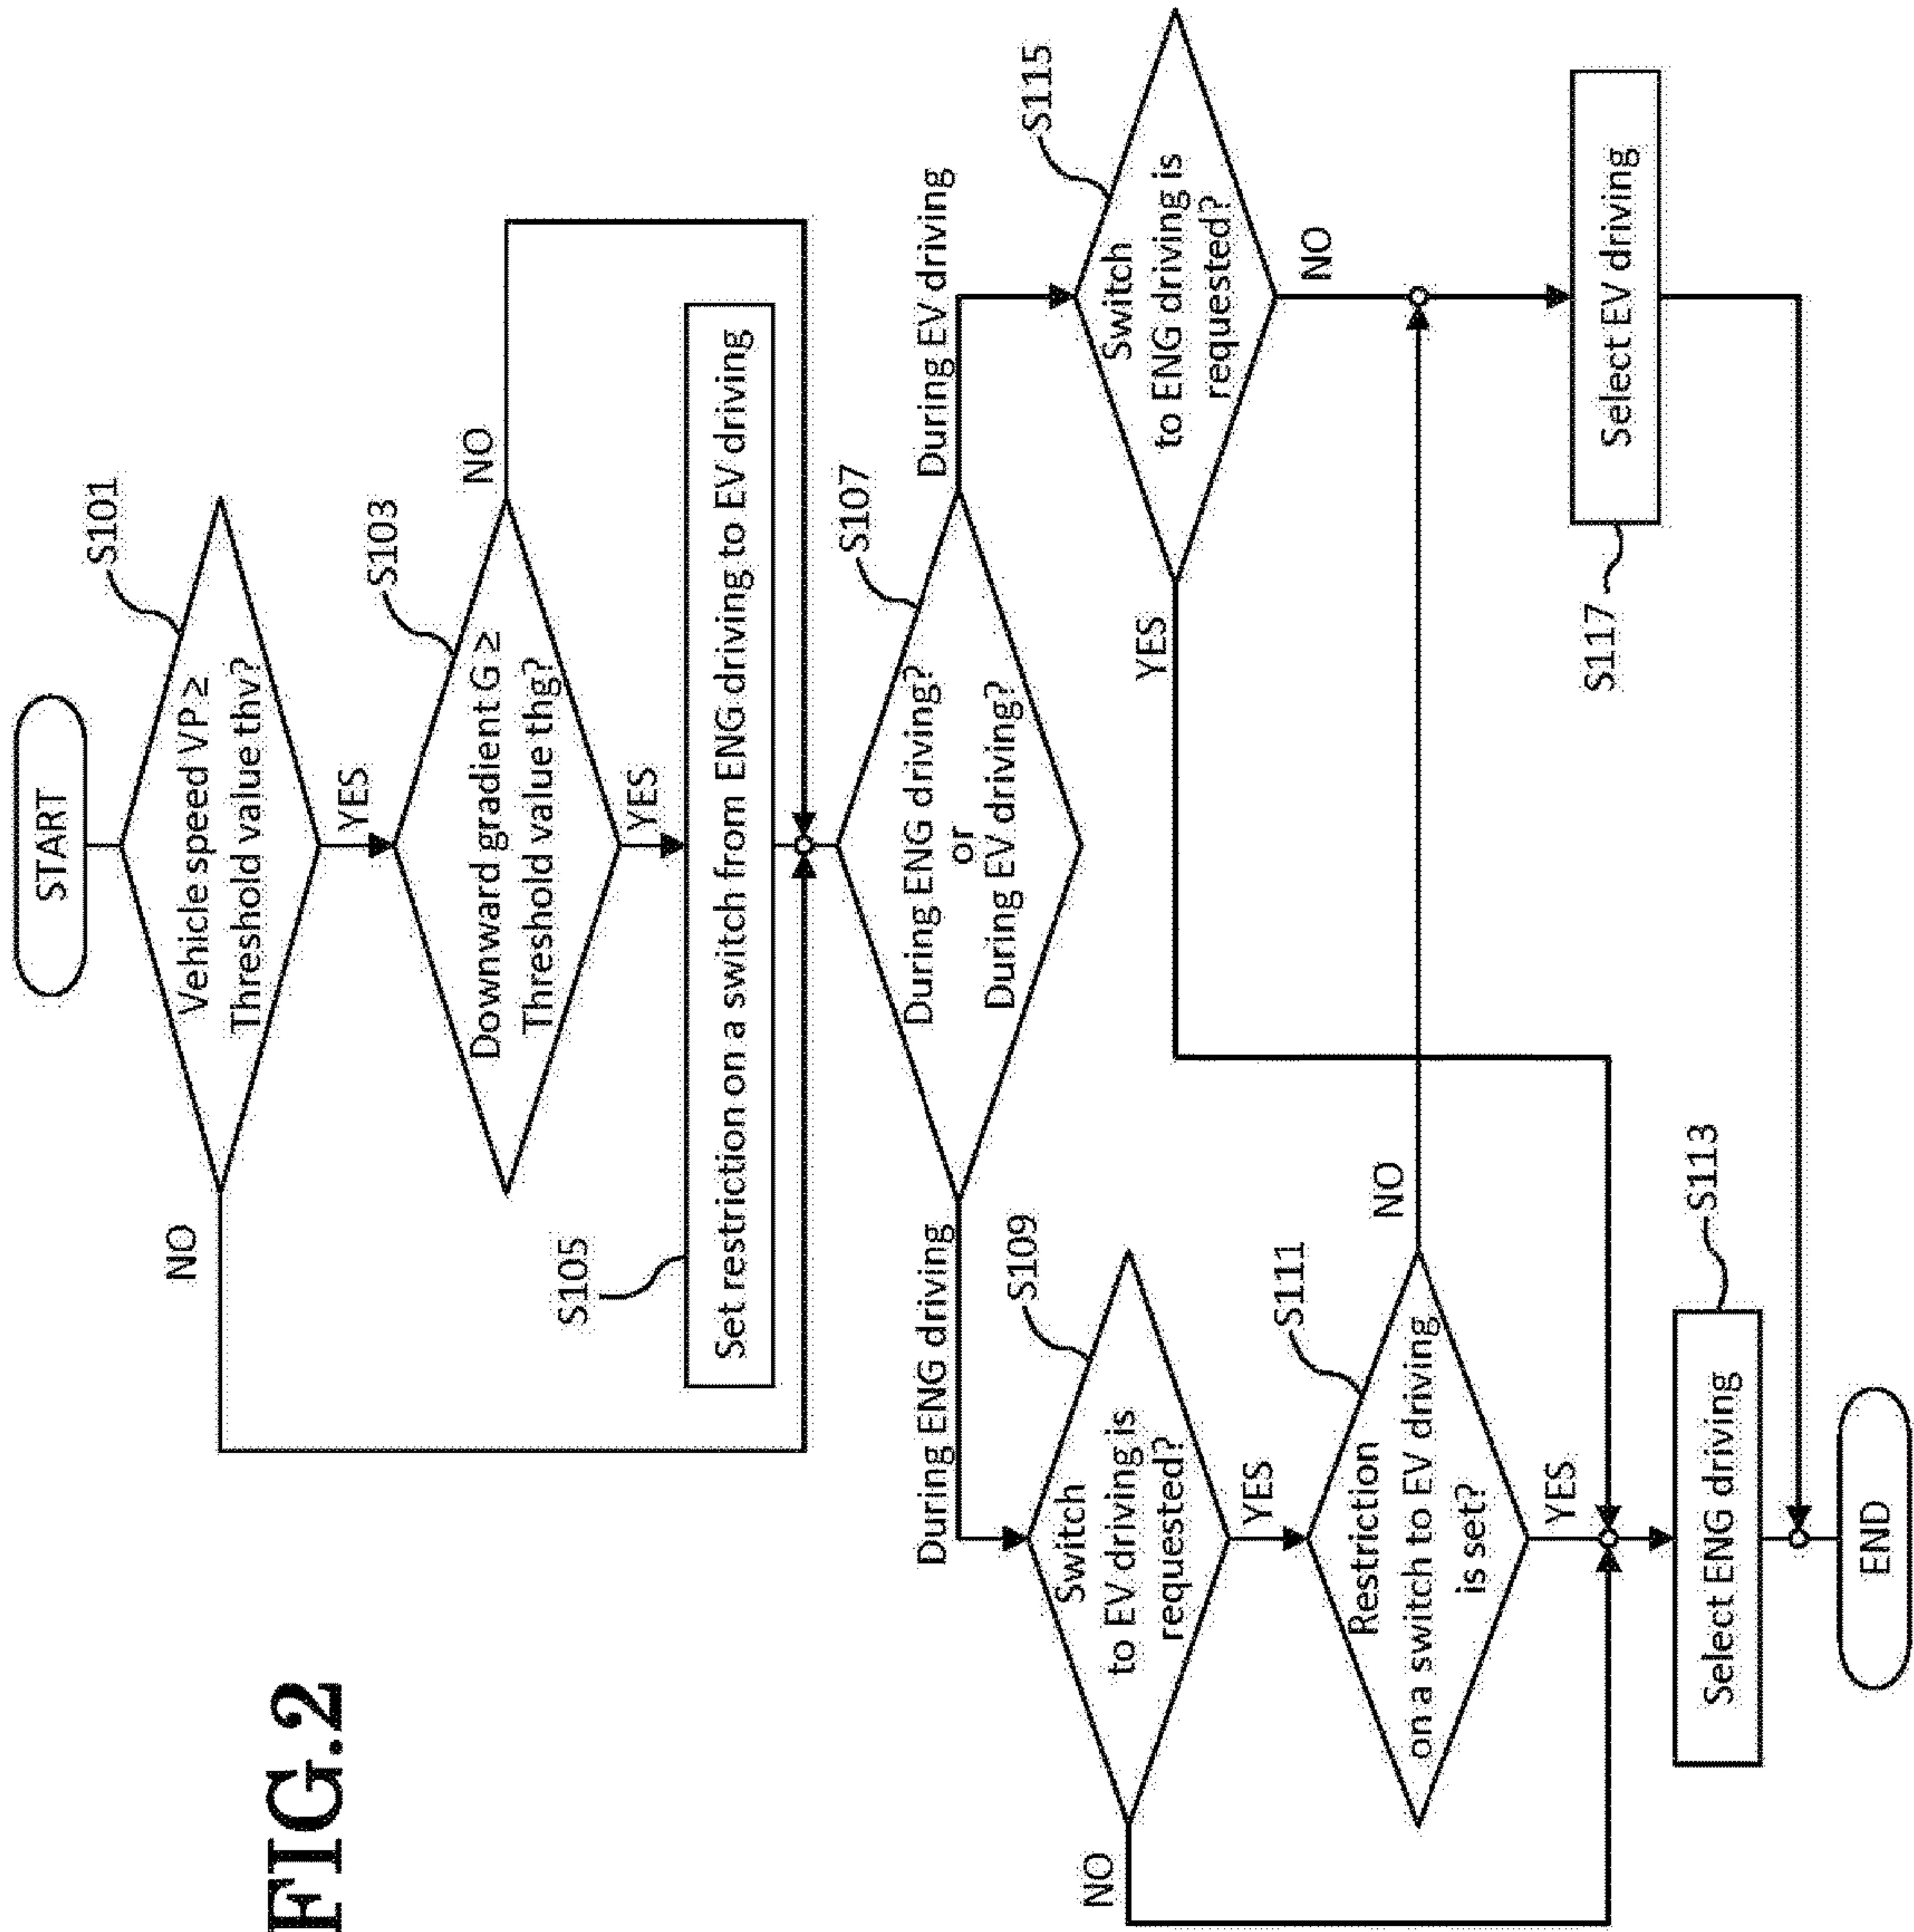 FIG.2
START
S101
Vehicle speed VP ≥
Threshold value thv?
NO
YES
S103
Downward gradient G ≥
Threshold value thg?
NO
YES
S105
Set restriction on a switch from ENG driving to EV driving
S107
During ENG driving?
or
During EV driving?
During ENG driving
During EV driving
S109
Switch
to EV driving is
requested?
NO
YES
S115
Switch
to ENG driving is
requested?
YES
NO
S111
Restriction
on a switch to EV driving
is set?
NO
YES
S113
Select ENG driving
S117
Select EV driving
END